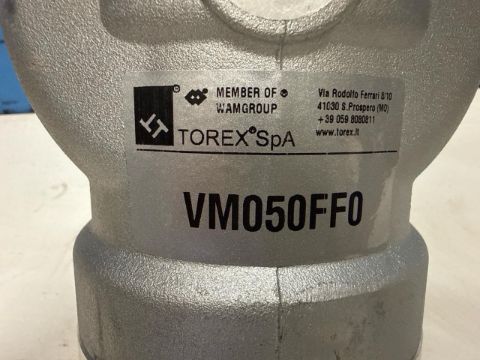 MEMBER OF
WAMGROUP
TOREX® SpA
Via Rodolfo Ferrari 8/10
41030 S.Prospero (MO)
+39 059 8080811
www.torex.it
VM050FF0